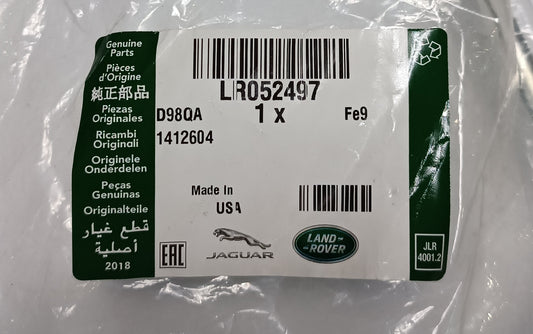 Genuine
Parts
Pièces
d'Origine
純正部品
Piezas
Originales
Ricambi
Originali
Originele
Onderdelen
Peças
Genuinas
Originalteile
قطع غيار
أصلية
2018
LR052497
D98QA
1 x
Fe9
1412604
Made In
USA
EAC
JAGUAR
LAND
ROVER
JLR
4001.2